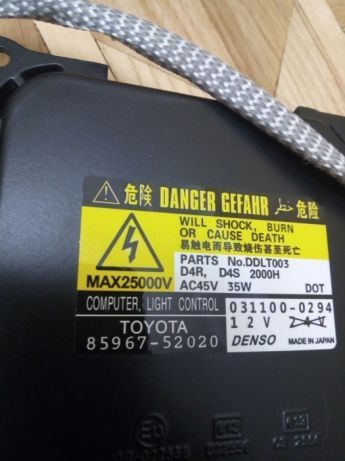 危険 DANGER GEFAHR خطر 危险
WILL SHOCK, BURN
OR CAUSE DEATH
易触电而导致烧伤甚至死亡
MAX25000V
PARTS No.DDLT003
D4R, D4S 2000H
AC45V 35W DOT
COMPUTER, LIGHT CONTROL
031100-0294
TOYOTA
12V
85967-52020
DENSO MADE IN JAPAN